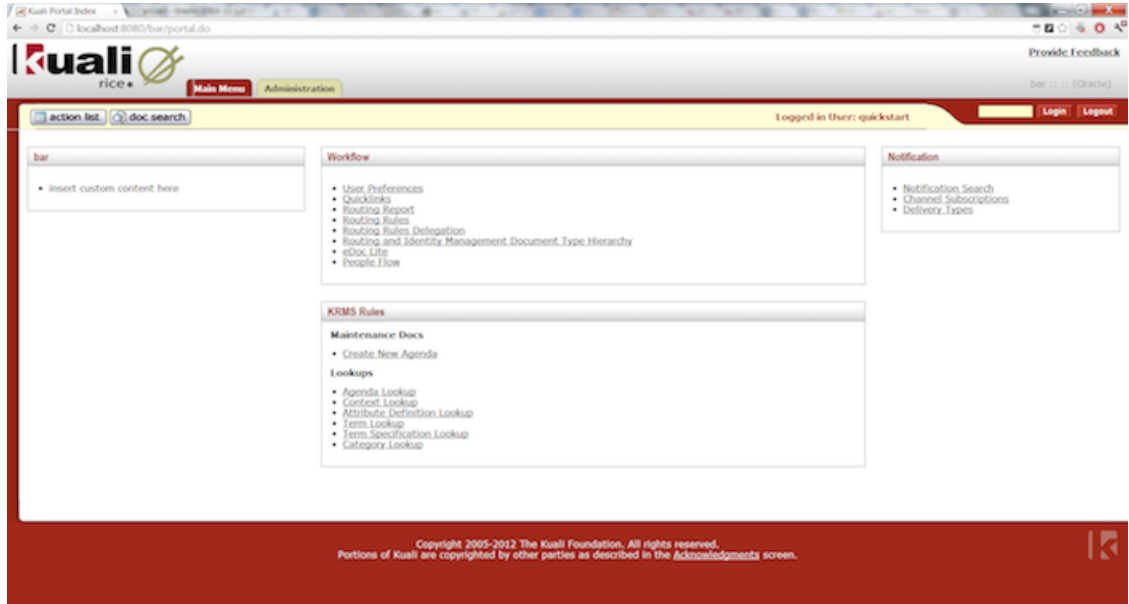 Kuali Portal Index
localhost:8080/bar/portal.do
kuali
rice
Provide Feedback
Main Menu
Administration
bar :: :: (Oracle)
action list
doc search
Logged in User: quickstart
Login
Logout
bar
insert custom content here
Workflow
User Preferences
Quicklinks
Routing Report
Routing Rules
Routing Rules Delegation
Routing and Identity Management Document Type Hierarchy
eDoc Lite
People Flow
KRMS Rules
Maintenance Docs
Create New Agenda
Lookups
Agenda Lookup
Context Lookup
Attribute Definition Lookup
Term Lookup
Term Specification Lookup
Category Lookup
Notification
Notification Search
Channel Subscriptions
Delivery Types
Copyright 2005-2012 The Kuali Foundation. All rights reserved.
Portions of Kuali are copyrighted by other parties as described in the Acknowledgments screen.